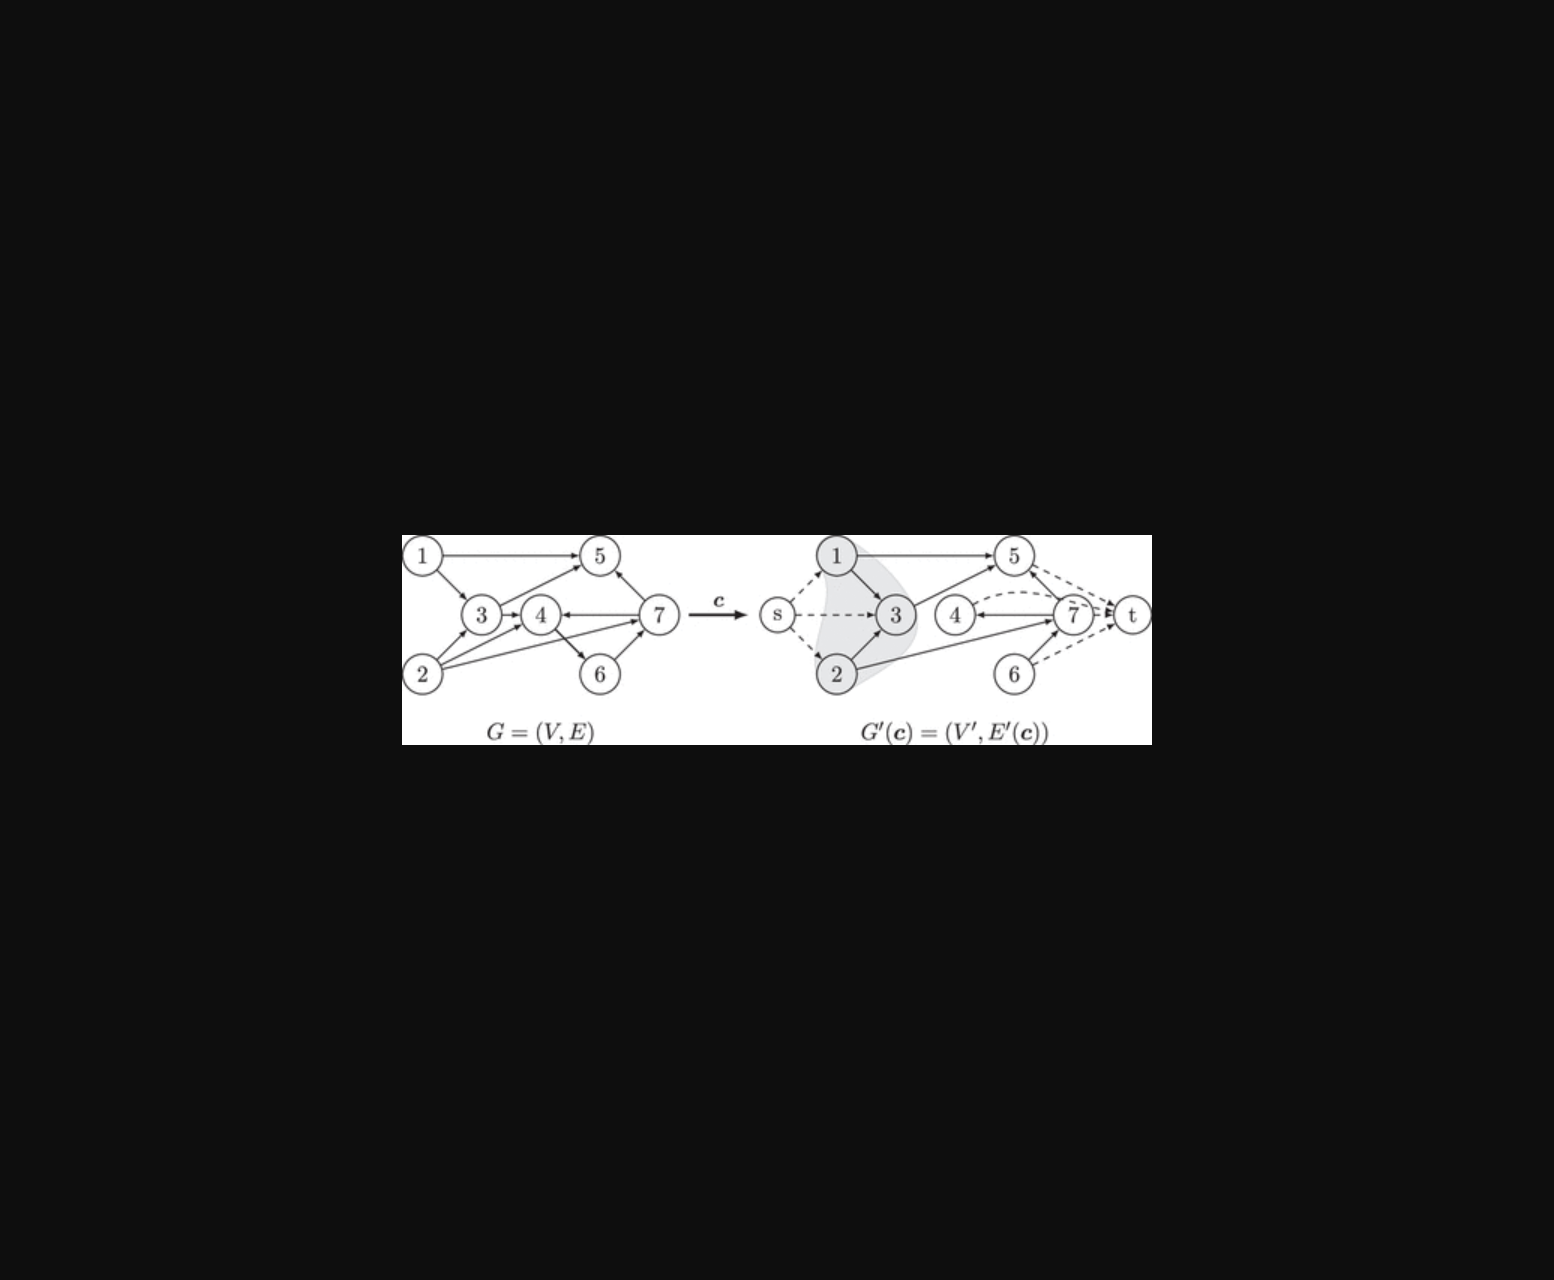 1 5 1 5
c
3 4 7 s 3 4 7 t
2 6 2 6
G = (V, E) G′(c) = (V′, E′(c))